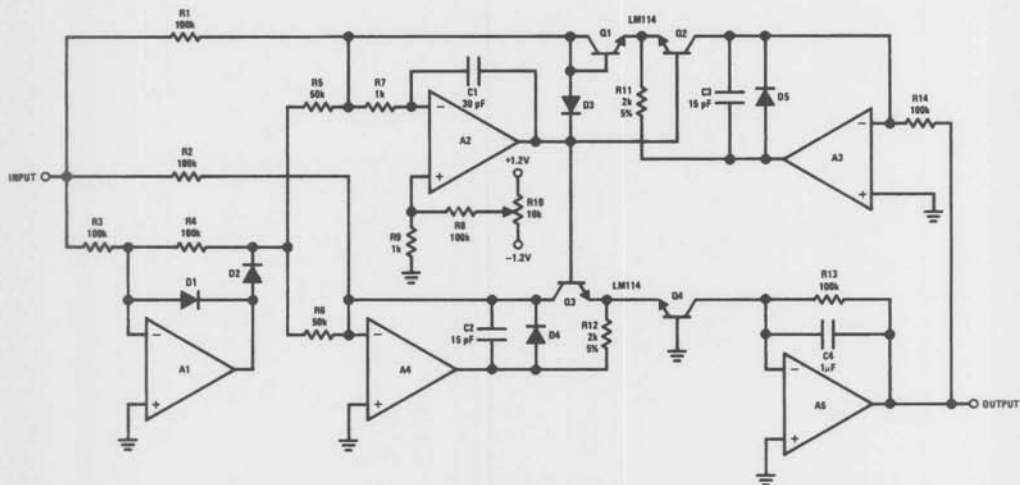 R1
100k
Q1
LM114
Q2
R5
50k
R7
1k
C1
30 pF
A2
D3
R11
2k
5%
C3
15 pF
D5
A3
R14
100k
R2
100k
INPUT
+1.2V
R10
10k
-1.2V
R8
100k
R9
1k
R3
100k
R4
100k
D2
D1
A1
R6
50k
C2
15 pF
D4
Q3
LM114
R12
2k
5%
Q4
R13
100k
C4
1μF
A4
A5
OUTPUT
−
+
−
+
−
+
−
+
−
+